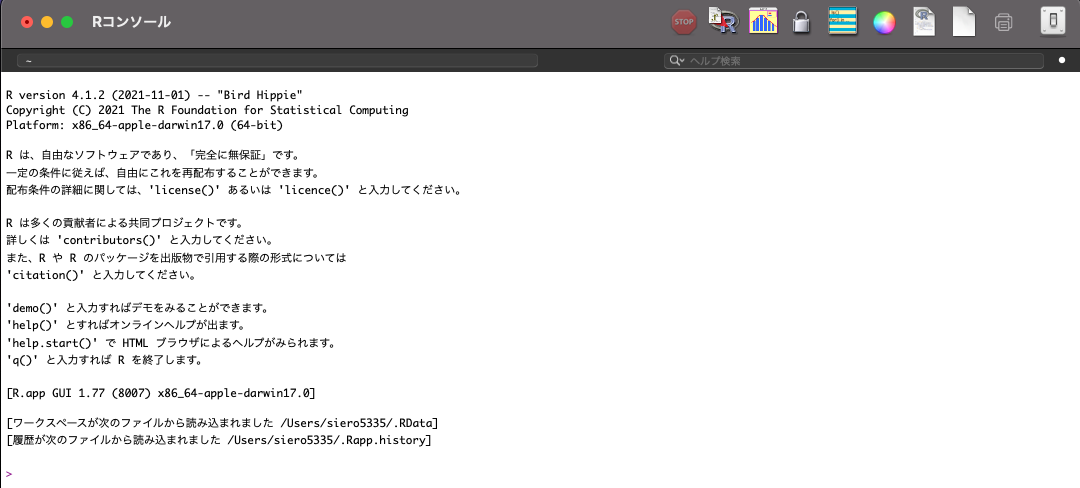 Rコンソール
STOP
~
ヘルプ検索
R version 4.1.2 (2021-11-01) -- "Bird Hippie"
Copyright (C) 2021 The R Foundation for Statistical Computing
Platform: x86_64-apple-darwin17.0 (64-bit)
R は、自由なソフトウェアであり、「完全に無保証」です。
一定の条件に従えば、自由にこれを再配布することができます。
配布条件の詳細に関しては、'license()' あるいは 'licence()' と入力してください。
R は多くの貢献者による共同プロジェクトです。
詳しくは 'contributors()' と入力してください。
また、R や R のパッケージを出版物で引用する際の形式については
'citation()' と入力してください。
'demo()' と入力すればデモをみることができます。
'help()' とすればオンラインヘルプが出ます。
'help.start()' で HTML ブラウザによるヘルプがみられます。
'q()' と入力すれば R を終了します。
[R.app GUI 1.77 (8007) x86_64-apple-darwin17.0]
[ワークスペースが次のファイルから読み込まれました /Users/siero5335/.RData]
[履歴が次のファイルから読み込まれました /Users/siero5335/.Rapp.history]
>